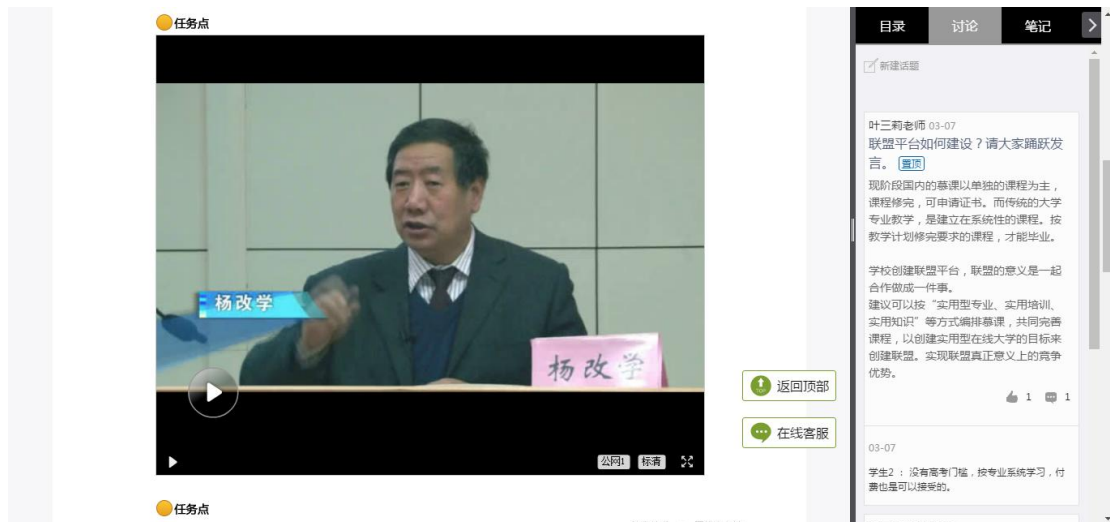 任务点
杨改学
杨改学
公网1 标清
返回顶部
在线客服
任务点
目录 讨论 笔记
新建话题
叶三莉老师 03-07
联盟平台如何建设？请大家踊跃发
言。 置顶
现阶段国内的慕课以单独的课程为主，
课程修完，可申请证书。而传统的大学
专业教学，是建立在系统性的课程。按
教学计划修完要求的课程，才能毕业。
学校创建联盟平台，联盟的意义是一起
合作做成一件事。
建议可以按“实用型专业、实用培训、
实用知识”等方式编排慕课，共同完善
课程，以创建实用型在线大学的目标来
创建联盟。实现联盟真正意义上的竞争
优势。
1 1
03-07
学生2 ： 没有高考门槛，按专业系统学习，付
费也是可以接受的。